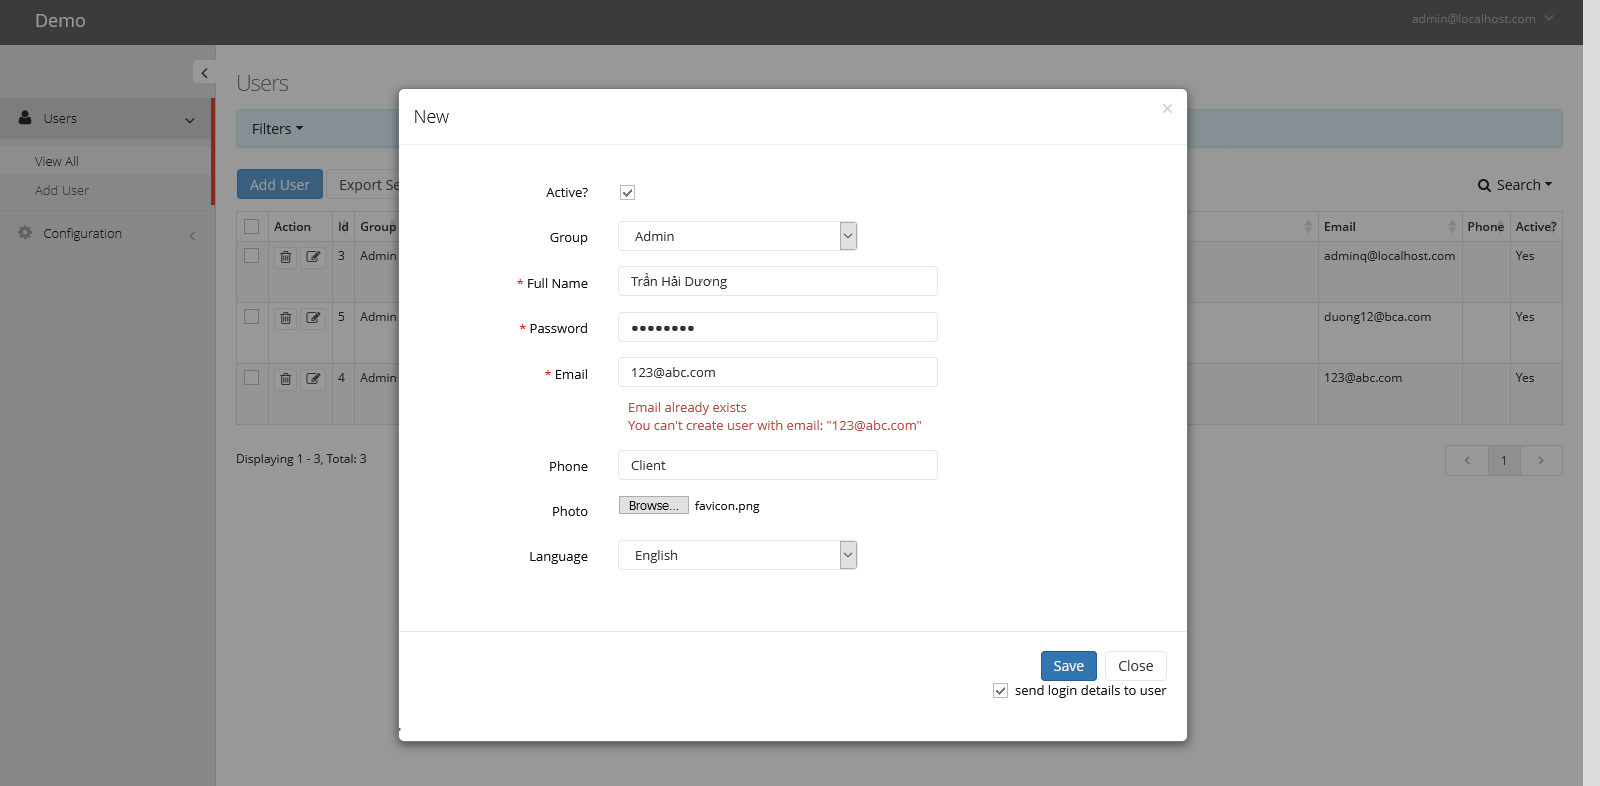 Demo
admin@localhost.com
Users
Users
View All
Add User
Configuration
Filters
Add User
Export Se
Search
Action Id Group Email Phone Active?
3 Admin adminq@localhost.com Yes
5 Admin duong12@bca.com Yes
4 Admin 123@abc.com Yes
Displaying 1 - 3, Total: 3
1
New
Active?
Group Admin
* Full Name Trần Hải Dương
* Password ••••••••
* Email 123@abc.com
Email already exists
You can't create user with email: "123@abc.com"
Phone Client
Photo Browse... favicon.png
Language English
Save Close
send login details to user